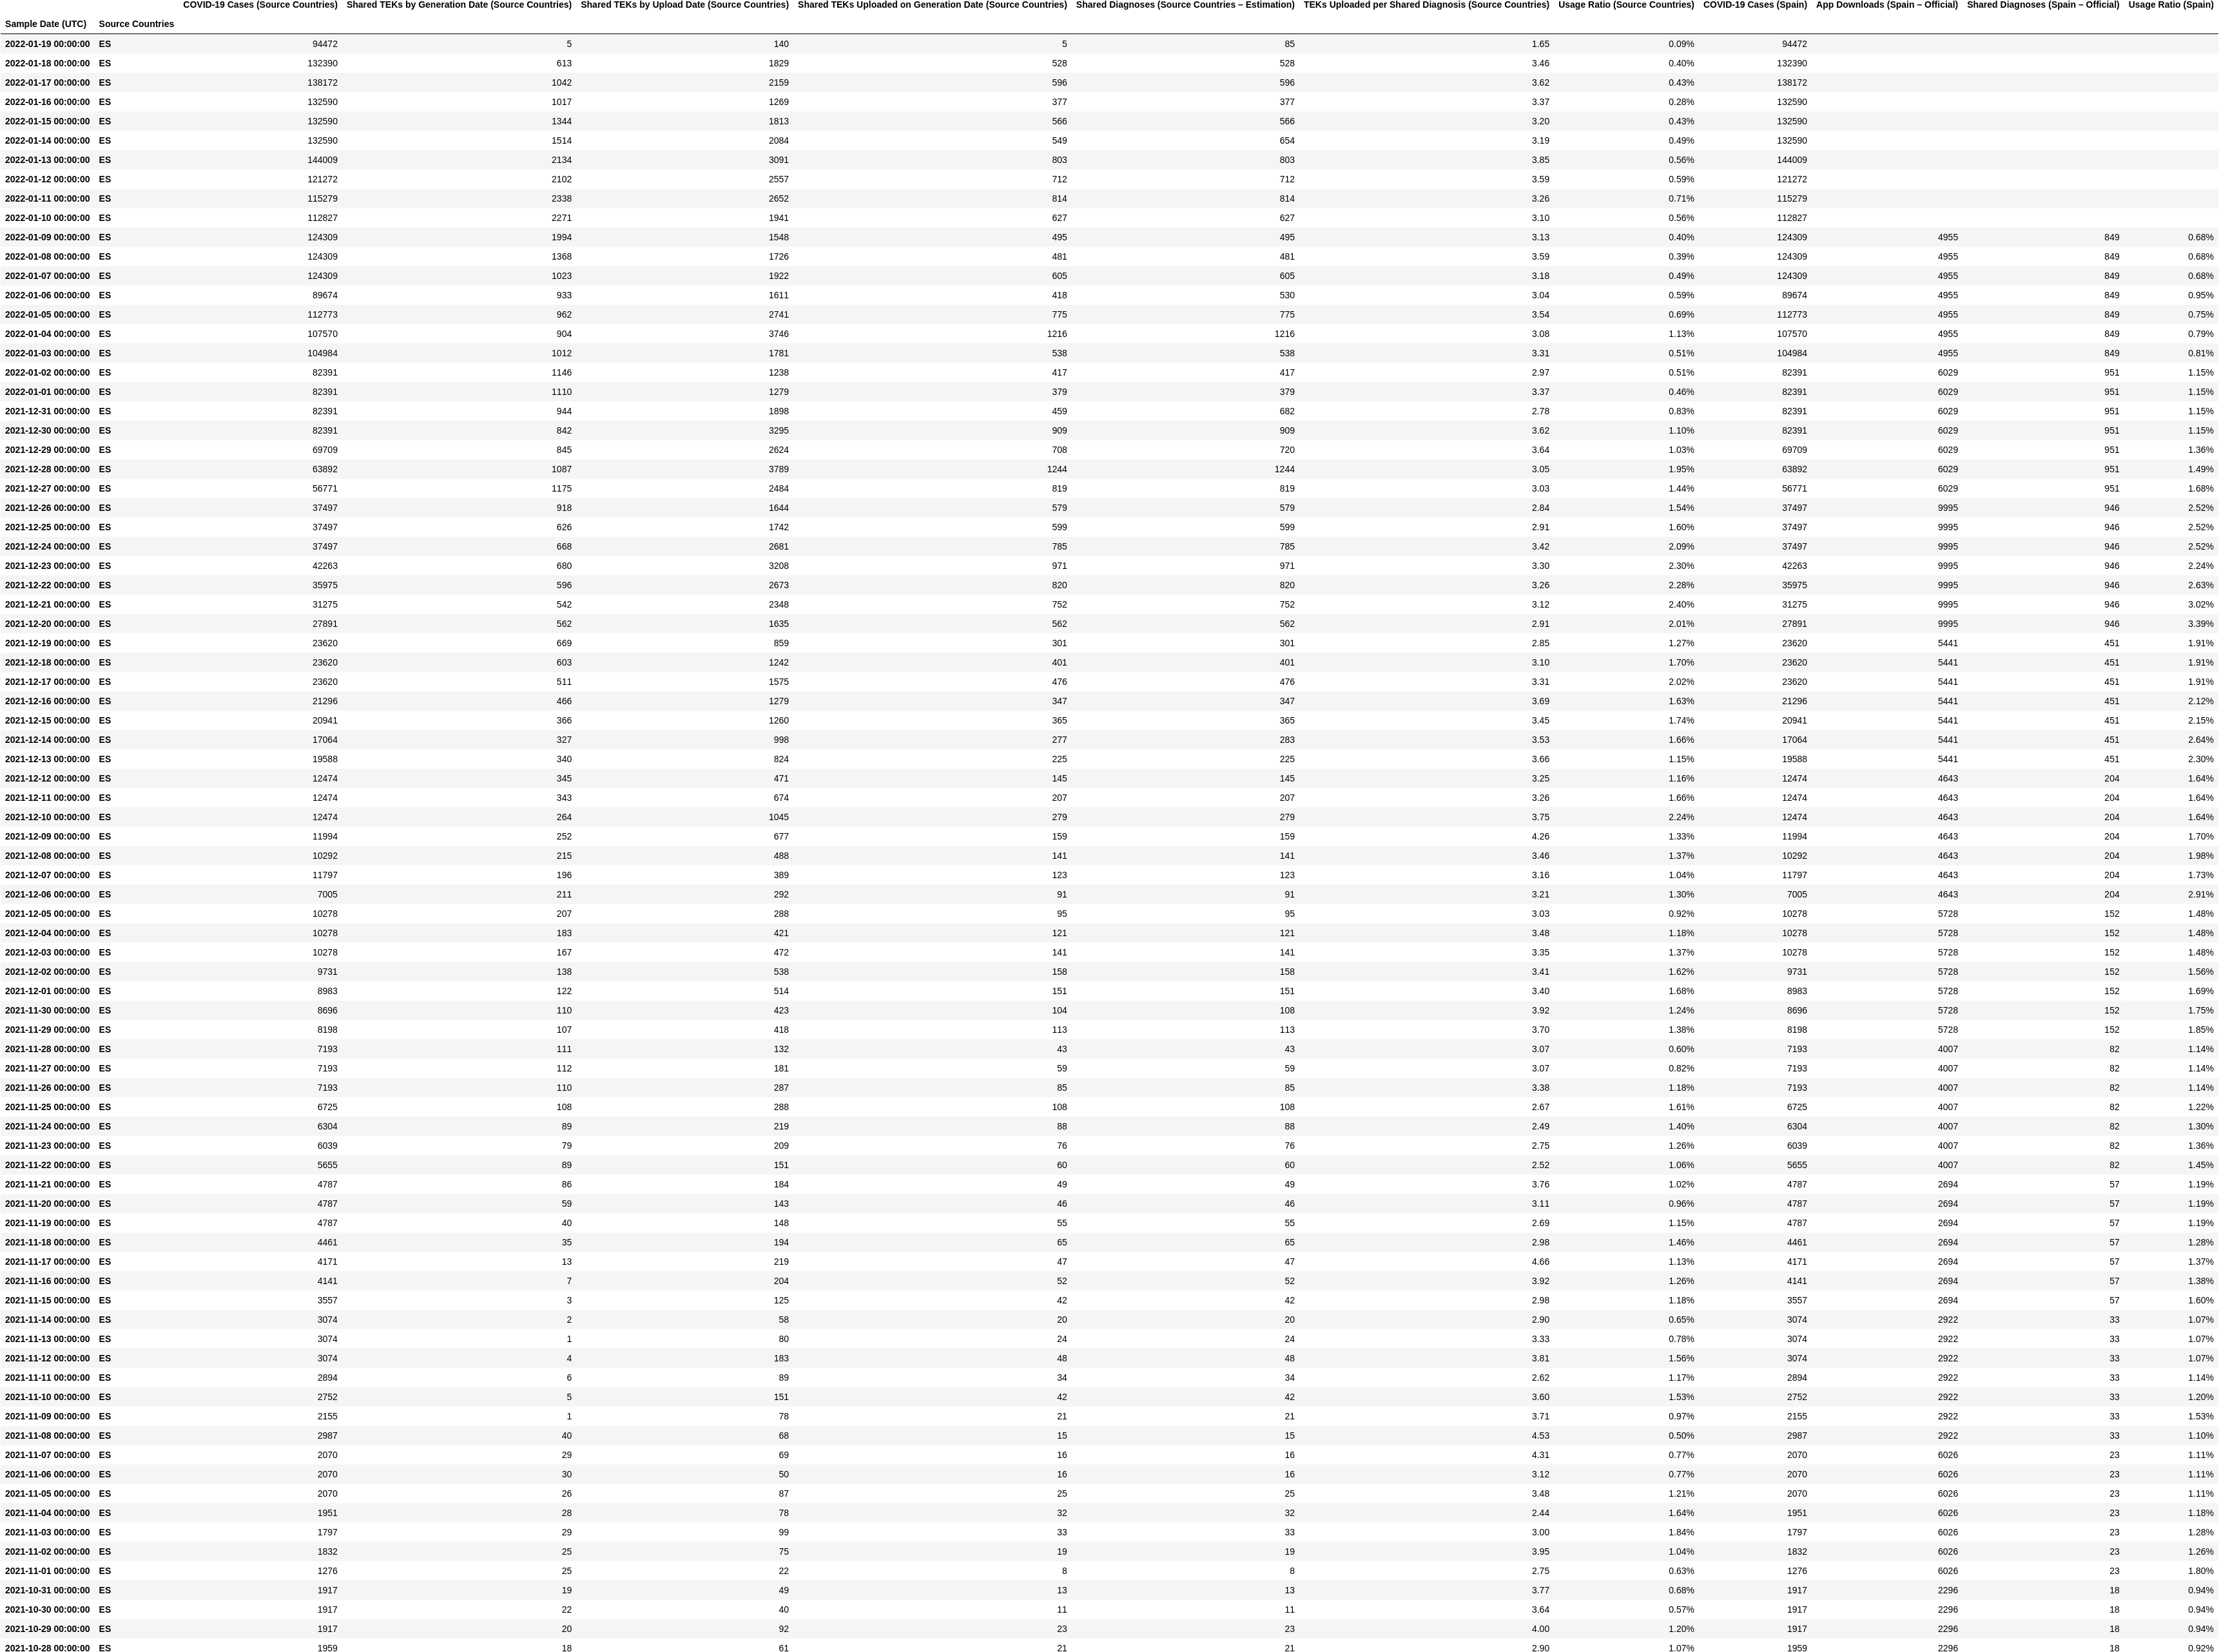 COVID-19 Cases (Source Countries) Shared TEKs by Generation Date (Source Countries) Shared TEKs by Upload Date (Source Countries) Shared TEKs Uploaded on Generation Date (Source Countries) Shared Diagnoses (Source Countries – Estimation) TEKs Uploaded per Shared Diagnosis (Source Countries) Usage Ratio (Source Countries) COVID-19 Cases (Spain) App Downloads (Spain – Official) Shared Diagnoses (Spain – Official) Usage Ratio (Spain)
Sample Date (UTC) Source Countries
2022-01-19 00:00:00 ES 94472 5 140 5 85 1.65 0.09% 94472
2022-01-18 00:00:00 ES 132390 613 1829 528 528 3.46 0.40% 132390
2022-01-17 00:00:00 ES 138172 1042 2159 596 596 3.62 0.43% 138172
2022-01-16 00:00:00 ES 132590 1017 1269 377 377 3.37 0.28% 132590
2022-01-15 00:00:00 ES 132590 1344 1813 566 566 3.20 0.43% 132590
2022-01-14 00:00:00 ES 132590 1514 2084 549 654 3.19 0.49% 132590
2022-01-13 00:00:00 ES 144009 2134 3091 803 803 3.85 0.56% 144009
2022-01-12 00:00:00 ES 121272 2102 2557 712 712 3.59 0.59% 121272
2022-01-11 00:00:00 ES 115279 2338 2652 814 814 3.26 0.71% 115279
2022-01-10 00:00:00 ES 112827 2271 1941 627 627 3.10 0.56% 112827
2022-01-09 00:00:00 ES 124309 1994 1548 495 495 3.13 0.40% 124309 4955 849 0.68%
2022-01-08 00:00:00 ES 124309 1368 1726 481 481 3.59 0.39% 124309 4955 849 0.68%
2022-01-07 00:00:00 ES 124309 1023 1922 605 605 3.18 0.49% 124309 4955 849 0.68%
2022-01-06 00:00:00 ES 89674 933 1611 418 530 3.04 0.59% 89674 4955 849 0.95%
2022-01-05 00:00:00 ES 112773 962 2741 775 775 3.54 0.69% 112773 4955 849 0.75%
2022-01-04 00:00:00 ES 107570 904 3746 1216 1216 3.08 1.13% 107570 4955 849 0.79%
2022-01-03 00:00:00 ES 104984 1012 1781 538 538 3.31 0.51% 104984 4955 849 0.81%
2022-01-02 00:00:00 ES 82391 1146 1238 417 417 2.97 0.51% 82391 6029 951 1.15%
2022-01-01 00:00:00 ES 82391 1110 1279 379 379 3.37 0.46% 82391 6029 951 1.15%
2021-12-31 00:00:00 ES 82391 944 1898 459 682 2.78 0.83% 82391 6029 951 1.15%
2021-12-30 00:00:00 ES 82391 842 3295 909 909 3.62 1.10% 82391 6029 951 1.15%
2021-12-29 00:00:00 ES 69709 845 2624 708 720 3.64 1.03% 69709 6029 951 1.36%
2021-12-28 00:00:00 ES 63892 1087 3789 1244 1244 3.05 1.95% 63892 6029 951 1.49%
2021-12-27 00:00:00 ES 56771 1175 2484 819 819 3.03 1.44% 56771 6029 951 1.68%
2021-12-26 00:00:00 ES 37497 918 1644 579 579 2.84 1.54% 37497 9995 946 2.52%
2021-12-25 00:00:00 ES 37497 626 1742 599 599 2.91 1.60% 37497 9995 946 2.52%
2021-12-24 00:00:00 ES 37497 668 2681 785 785 3.42 2.09% 37497 9995 946 2.52%
2021-12-23 00:00:00 ES 42263 680 3208 971 971 3.30 2.30% 42263 9995 946 2.24%
2021-12-22 00:00:00 ES 35975 596 2673 820 820 3.26 2.28% 35975 9995 946 2.63%
2021-12-21 00:00:00 ES 31275 542 2348 752 752 3.12 2.40% 31275 9995 946 3.02%
2021-12-20 00:00:00 ES 27891 562 1635 562 562 2.91 2.01% 27891 9995 946 3.39%
2021-12-19 00:00:00 ES 23620 669 859 301 301 2.85 1.27% 23620 5441 451 1.91%
2021-12-18 00:00:00 ES 23620 603 1242 401 401 3.10 1.70% 23620 5441 451 1.91%
2021-12-17 00:00:00 ES 23620 511 1575 476 476 3.31 2.02% 23620 5441 451 1.91%
2021-12-16 00:00:00 ES 21296 466 1279 347 347 3.69 1.63% 21296 5441 451 2.12%
2021-12-15 00:00:00 ES 20941 366 1260 365 365 3.45 1.74% 20941 5441 451 2.15%
2021-12-14 00:00:00 ES 17064 327 998 277 283 3.53 1.66% 17064 5441 451 2.64%
2021-12-13 00:00:00 ES 19588 340 824 225 225 3.66 1.15% 19588 5441 451 2.30%
2021-12-12 00:00:00 ES 12474 345 471 145 145 3.25 1.16% 12474 4643 204 1.64%
2021-12-11 00:00:00 ES 12474 343 674 207 207 3.26 1.66% 12474 4643 204 1.64%
2021-12-10 00:00:00 ES 12474 264 1045 279 279 3.75 2.24% 12474 4643 204 1.64%
2021-12-09 00:00:00 ES 11994 252 677 159 159 4.26 1.33% 11994 4643 204 1.70%
2021-12-08 00:00:00 ES 10292 215 488 141 141 3.46 1.37% 10292 4643 204 1.98%
2021-12-07 00:00:00 ES 11797 196 389 123 123 3.16 1.04% 11797 4643 204 1.73%
2021-12-06 00:00:00 ES 7005 211 292 91 91 3.21 1.30% 7005 4643 204 2.91%
2021-12-05 00:00:00 ES 10278 207 288 95 95 3.03 0.92% 10278 5728 152 1.48%
2021-12-04 00:00:00 ES 10278 183 421 121 121 3.48 1.18% 10278 5728 152 1.48%
2021-12-03 00:00:00 ES 10278 167 472 141 141 3.35 1.37% 10278 5728 152 1.48%
2021-12-02 00:00:00 ES 9731 138 538 158 158 3.41 1.62% 9731 5728 152 1.56%
2021-12-01 00:00:00 ES 8983 122 514 151 151 3.40 1.68% 8983 5728 152 1.69%
2021-11-30 00:00:00 ES 8696 110 423 104 108 3.92 1.24% 8696 5728 152 1.75%
2021-11-29 00:00:00 ES 8198 107 418 113 113 3.70 1.38% 8198 5728 152 1.85%
2021-11-28 00:00:00 ES 7193 111 132 43 43 3.07 0.60% 7193 4007 82 1.14%
2021-11-27 00:00:00 ES 7193 112 181 59 59 3.07 0.82% 7193 4007 82 1.14%
2021-11-26 00:00:00 ES 7193 110 287 85 85 3.38 1.18% 7193 4007 82 1.14%
2021-11-25 00:00:00 ES 6725 108 288 108 108 2.67 1.61% 6725 4007 82 1.22%
2021-11-24 00:00:00 ES 6304 89 219 88 88 2.49 1.40% 6304 4007 82 1.30%
2021-11-23 00:00:00 ES 6039 79 209 76 76 2.75 1.26% 6039 4007 82 1.36%
2021-11-22 00:00:00 ES 5655 89 151 60 60 2.52 1.06% 5655 4007 82 1.45%
2021-11-21 00:00:00 ES 4787 86 184 49 49 3.76 1.02% 4787 2694 57 1.19%
2021-11-20 00:00:00 ES 4787 59 143 46 46 3.11 0.96% 4787 2694 57 1.19%
2021-11-19 00:00:00 ES 4787 40 148 55 55 2.69 1.15% 4787 2694 57 1.19%
2021-11-18 00:00:00 ES 4461 35 194 65 65 2.98 1.46% 4461 2694 57 1.28%
2021-11-17 00:00:00 ES 4171 13 219 47 47 4.66 1.13% 4171 2694 57 1.37%
2021-11-16 00:00:00 ES 4141 7 204 52 52 3.92 1.26% 4141 2694 57 1.38%
2021-11-15 00:00:00 ES 3557 3 125 42 42 2.98 1.18% 3557 2694 57 1.60%
2021-11-14 00:00:00 ES 3074 2 58 20 20 2.90 0.65% 3074 2922 33 1.07%
2021-11-13 00:00:00 ES 3074 1 80 24 24 3.33 0.78% 3074 2922 33 1.07%
2021-11-12 00:00:00 ES 3074 4 183 48 48 3.81 1.56% 3074 2922 33 1.07%
2021-11-11 00:00:00 ES 2894 6 89 34 34 2.62 1.17% 2894 2922 33 1.14%
2021-11-10 00:00:00 ES 2752 5 151 42 42 3.60 1.53% 2752 2922 33 1.20%
2021-11-09 00:00:00 ES 2155 1 78 21 21 3.71 0.97% 2155 2922 33 1.53%
2021-11-08 00:00:00 ES 2987 40 68 15 15 4.53 0.50% 2987 2922 33 1.10%
2021-11-07 00:00:00 ES 2070 29 69 16 16 4.31 0.77% 2070 6026 23 1.11%
2021-11-06 00:00:00 ES 2070 30 50 16 16 3.12 0.77% 2070 6026 23 1.11%
2021-11-05 00:00:00 ES 2070 26 87 25 25 3.48 1.21% 2070 6026 23 1.11%
2021-11-04 00:00:00 ES 1951 28 78 32 32 2.44 1.64% 1951 6026 23 1.18%
2021-11-03 00:00:00 ES 1797 29 99 33 33 3.00 1.84% 1797 6026 23 1.28%
2021-11-02 00:00:00 ES 1832 25 75 19 19 3.95 1.04% 1832 6026 23 1.26%
2021-11-01 00:00:00 ES 1276 25 22 8 8 2.75 0.63% 1276 6026 23 1.80%
2021-10-31 00:00:00 ES 1917 19 49 13 13 3.77 0.68% 1917 2296 18 0.94%
2021-10-30 00:00:00 ES 1917 22 40 11 11 3.64 0.57% 1917 2296 18 0.94%
2021-10-29 00:00:00 ES 1917 20 92 23 23 4.00 1.20% 1917 2296 18 0.94%
2021-10-28 00:00:00 ES 1959 18 61 21 21 2.90 1.07% 1959 2296 18 0.92%